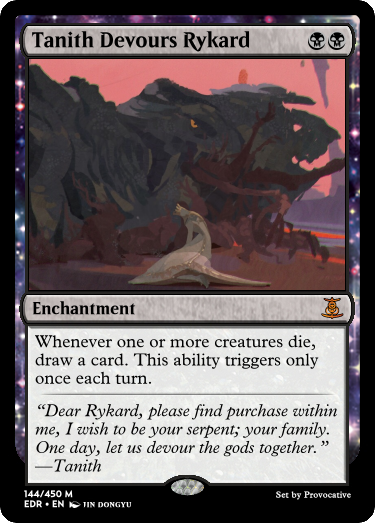 Tanith Devours Rykard
Enchantment
Whenever one or more creatures die,
draw a card. This ability triggers only
once each turn.
“Dear Rykard, please find purchase within
me, I wish to be your serpent; your family.
One day, let us devour the gods together.”
—Tanith
144/450 M
EDR • EN JIN DONGYU
Set by Provocative